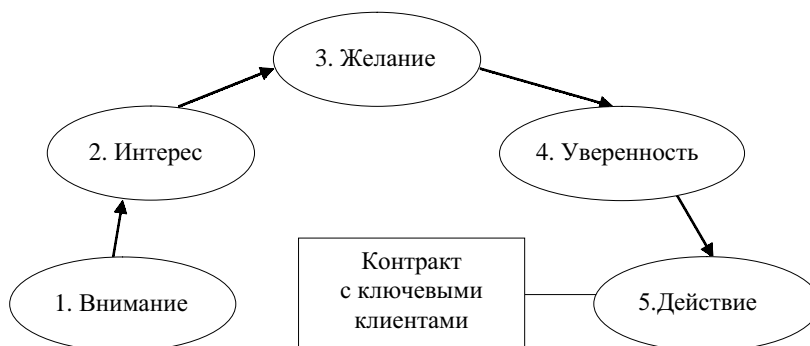 3. Желание
2. Интерес
4. Уверенность
Контракт
с ключевыми
клиентами
1. Внимание
5.Действие